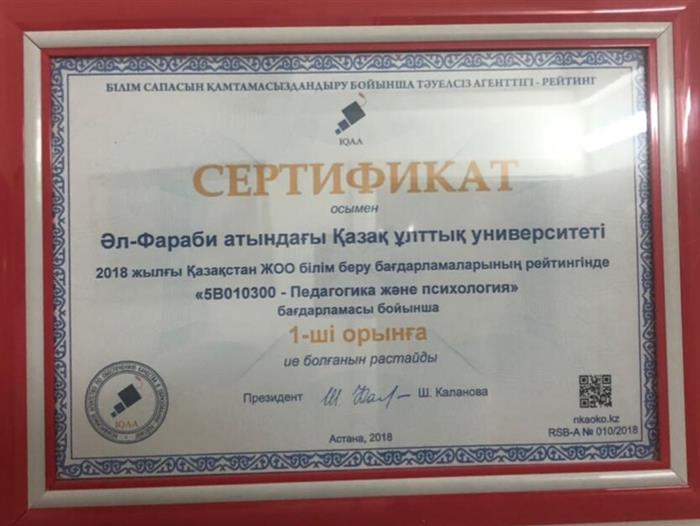 БІЛІМ САПАСЫН ҚАМТАМАСЫЗДАНДЫРУ БОЙЫНША ТӘУЕЛСІЗ АГЕНТТІГІ - РЕЙТИНГ
IQAA
СЕРТИФИКАТ
осымен
Әл-Фараби атындағы Қазақ ұлттық университеті
2018 жылғы Қазақстан ЖОО білім беру бағдарламаларының рейтингінде
«5В010300 - Педагогика және психология»
бағдарламасы бойынша
1-ші орынға
ие болғанын растайды
Президент
Ш. Каланова
IQAA
nkaoko.kz
RSB-A № 010/2018
Астана, 2018